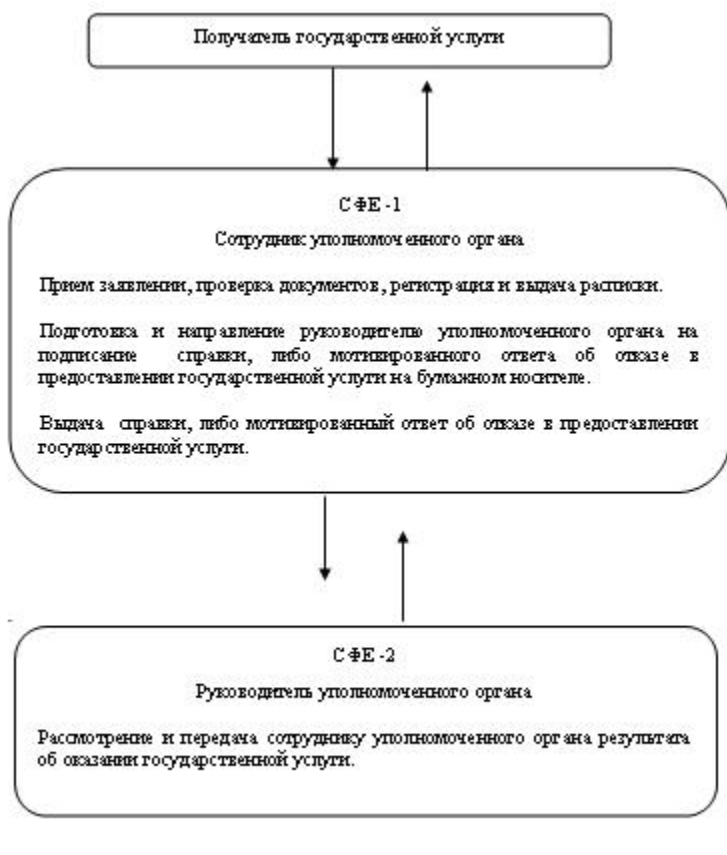 Получатель государственной услуги
СФЕ-1
Сотрудник уполномоченного органа
Прием заявлении, проверка документов, регистрация и выдача расписки.
Подготовка и направление руководителю уполномоченного органа на
подписание справки, либо мотивированного ответа об отказе в
предоставлении государственной услуги на бумажном носителе.
Выдача справки, либо мотивированный ответ об отказе в предоставлении
государственной услуги.
СФЕ-2
Руководитель уполномоченного органа
Рассмотрение и передача сотруднику уполномоченного органа результата
об оказании государственной услуги.